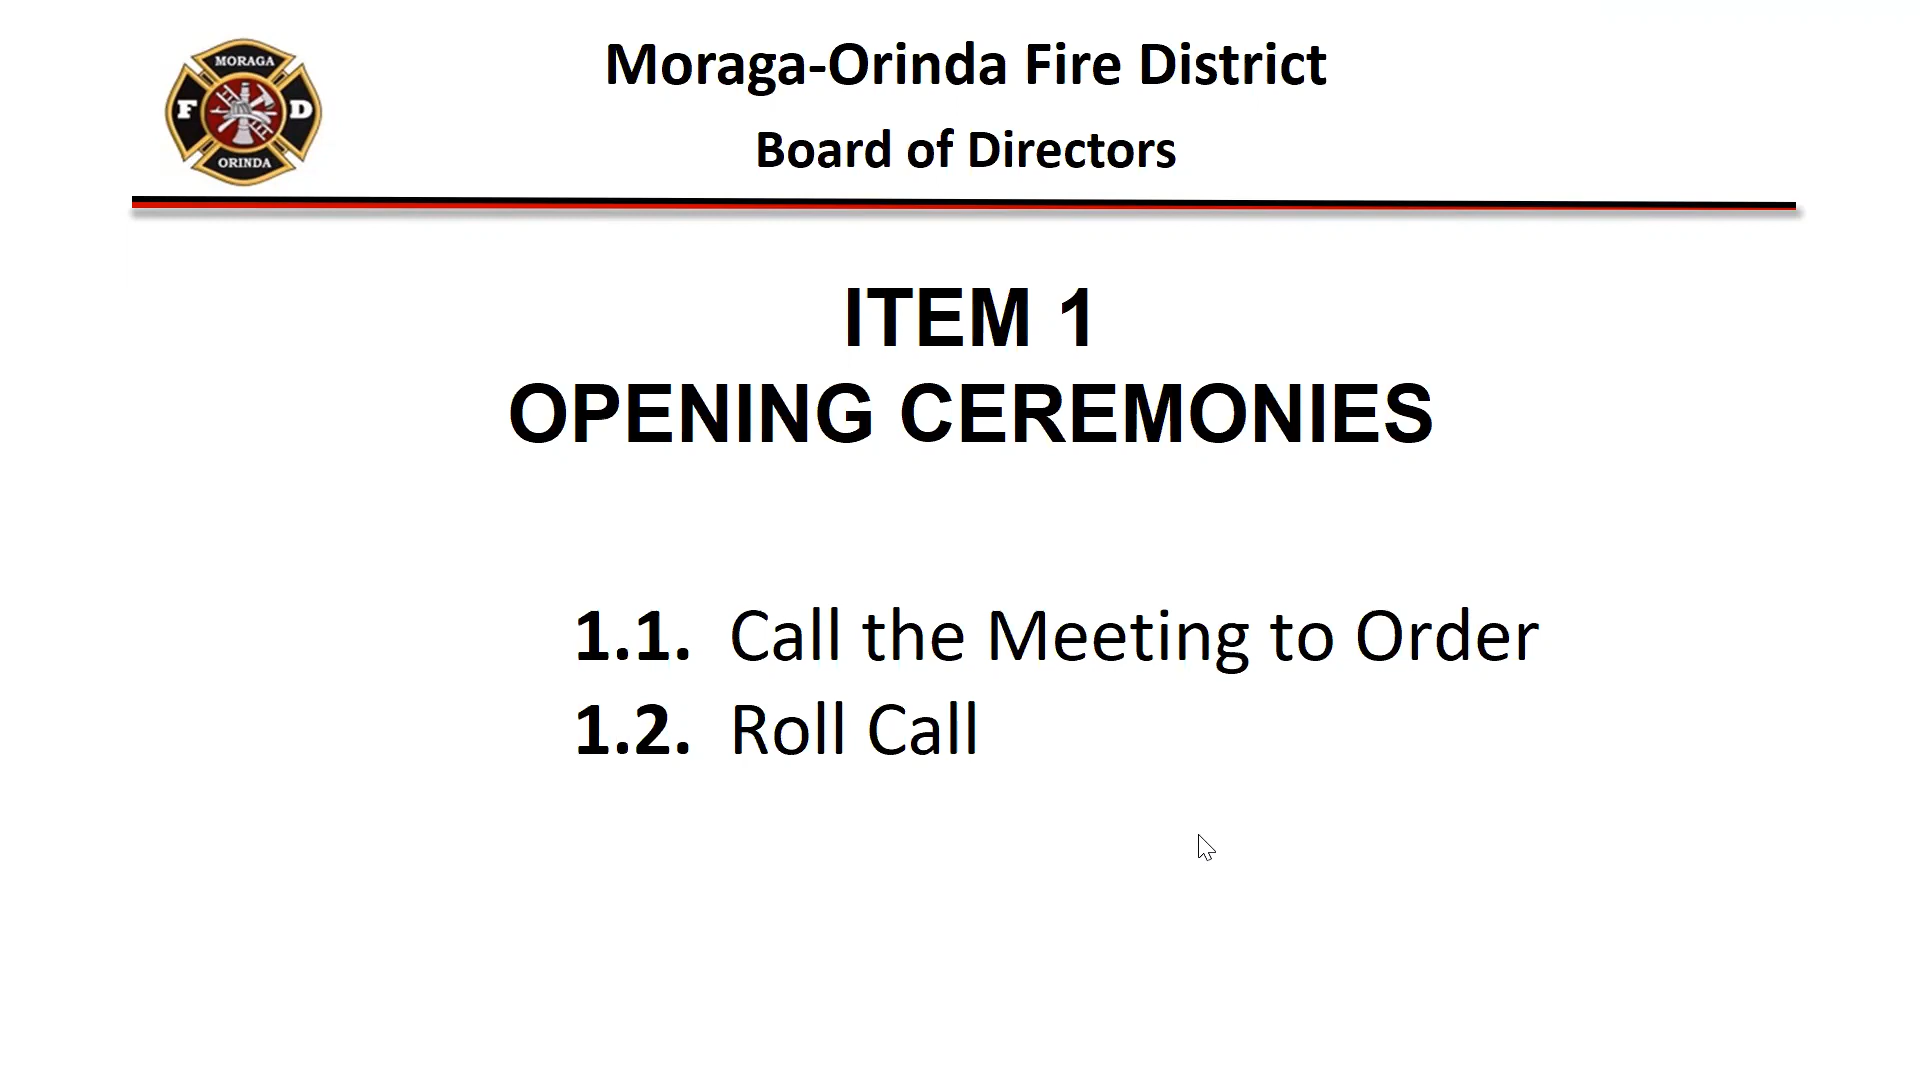 MORAGA
F D
ORINDA
Moraga-Orinda Fire District
Board of Directors
ITEM 1
OPENING CEREMONIES
1.1. Call the Meeting to Order
1.2. Roll Call